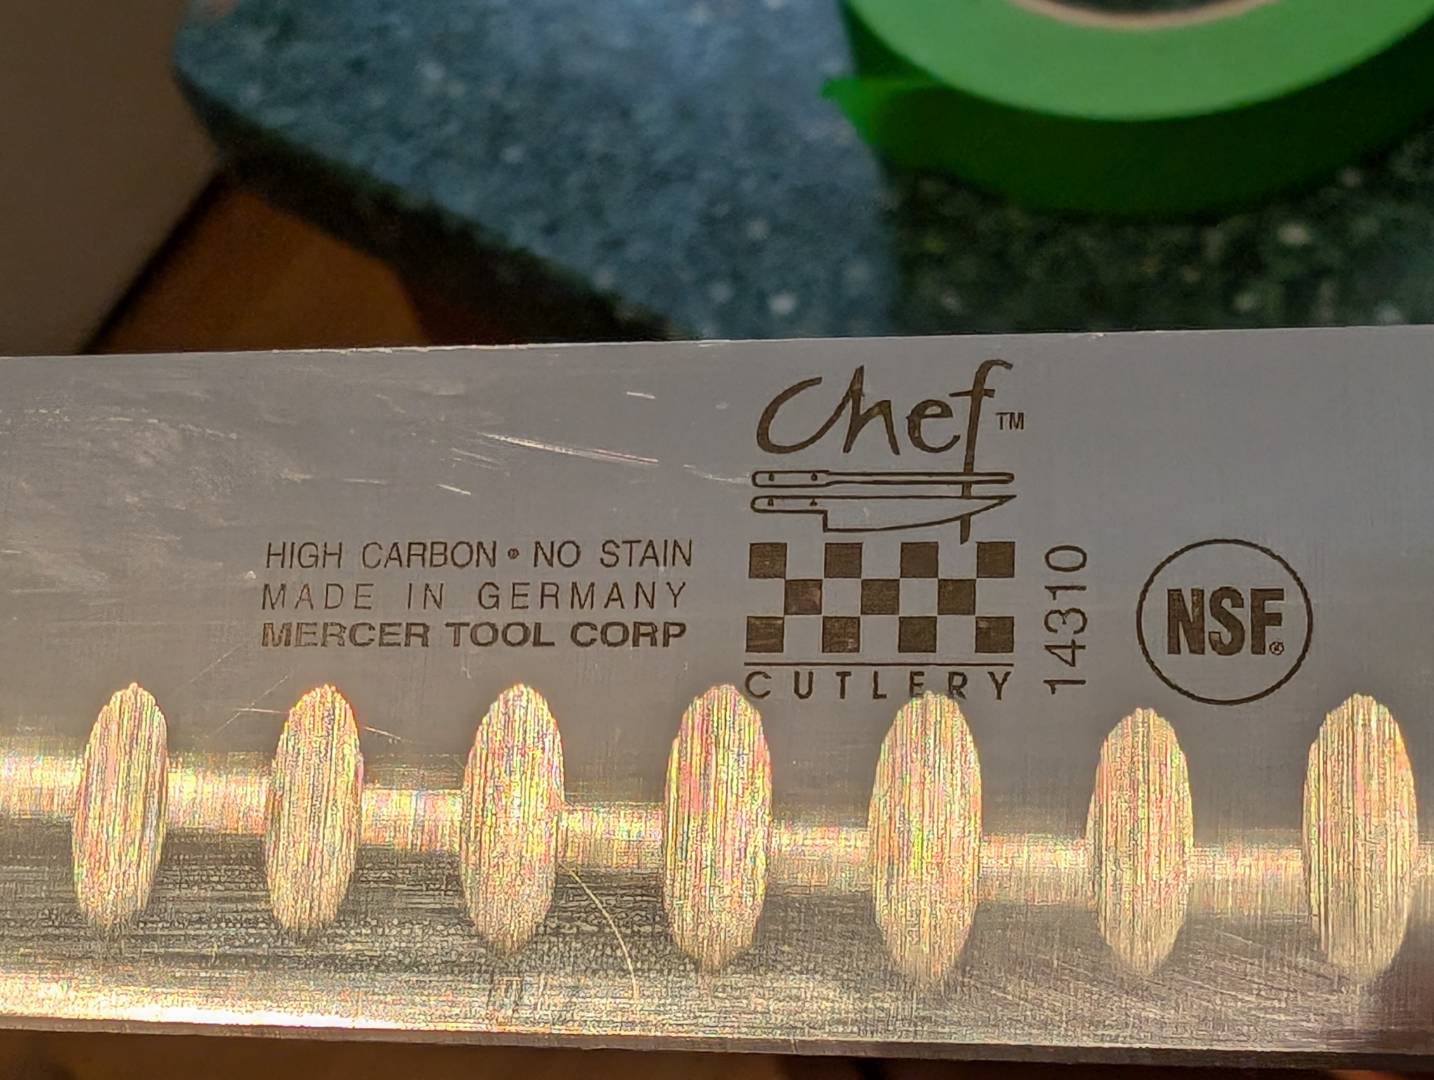 Chef™
HIGH CARBON • NO STAIN
MADE IN GERMANY
MERCER TOOL CORP
CUTLERY
14310
NSF®